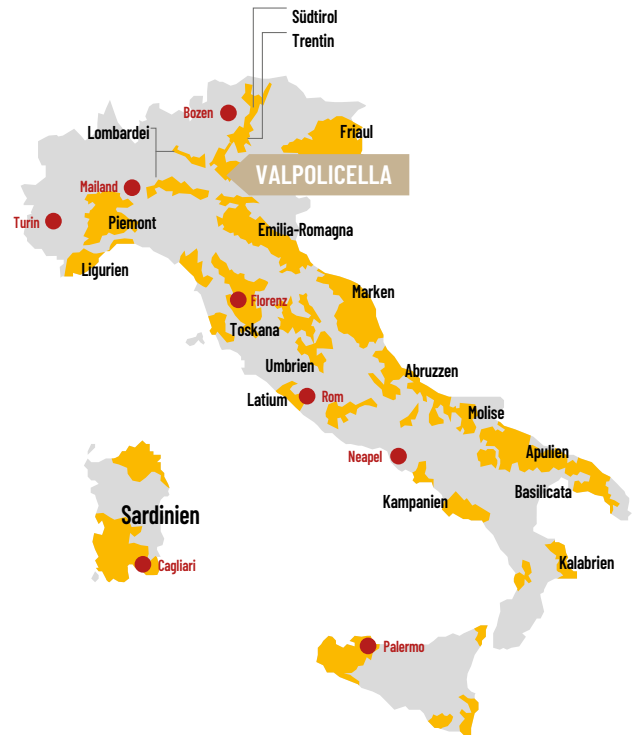 Südtirol
Trentin
Bozen
Lombardei
Friaul
VALPOLICELLA
Mailand
Turin
Piemont
Emilia-Romagna
Ligurien
Marken
Florenz
Toskana
Umbrien
Abruzzen
Latium
Rom
Molise
Neapel
Apulien
Basilicata
Kampanien
Sardinien
Kalabrien
Cagliari
Palermo